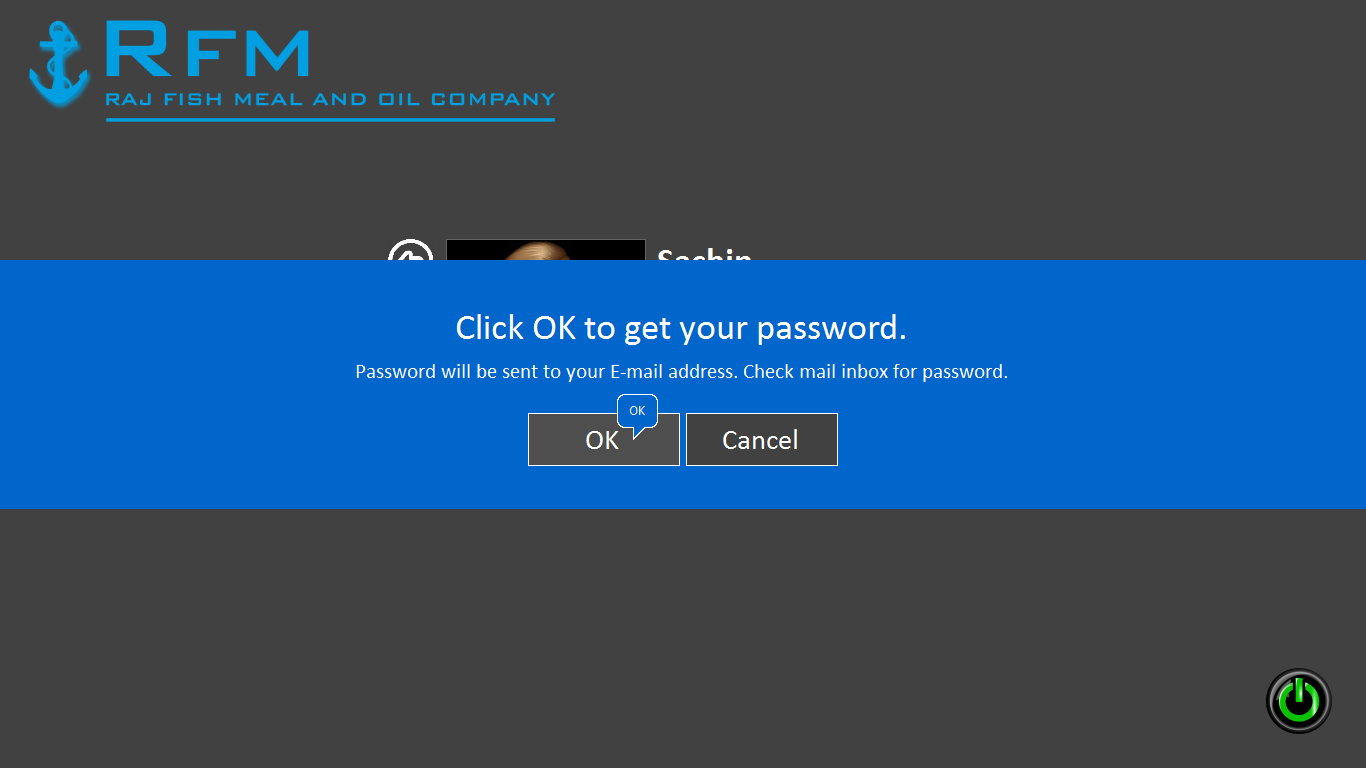 RFM
RAJ FISH MEAL AND OIL COMPANY
Sachin
Click OK to get your password.
Password will be sent to your E-mail address. Check mail inbox for password.
OK
OK
Cancel